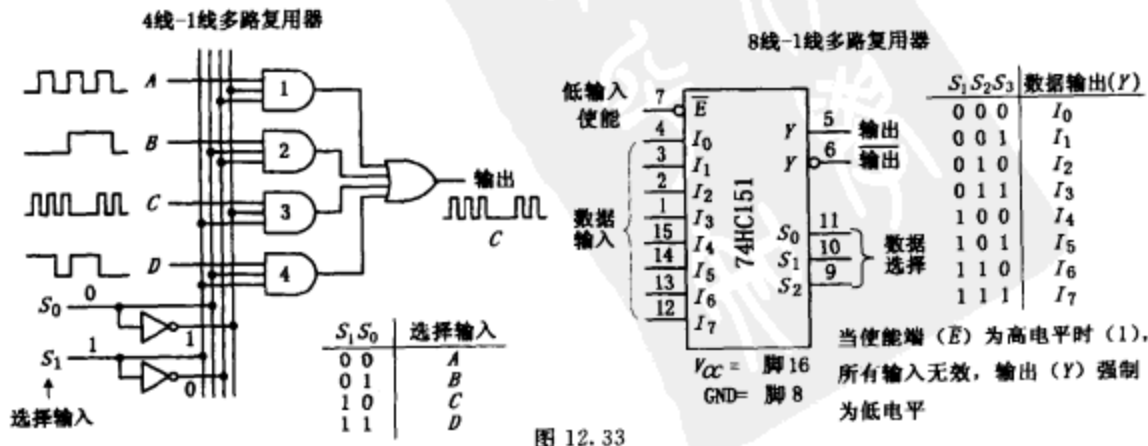 4线-1线多路复用器
A
1
B
2
C
3
D
4
输出
C
S₀
0
1
S₁
1
0
选择输入
S₁S₀ 选择输入
0 0 A
0 1 B
1 0 C
1 1 D
8线-1线多路复用器
低输入
使能
7 E̅
4 I₀
3 I₁
2 I₂
1 I₃
15 I₄
14 I₅
13 I₆
12 I₇
数据
输入
74HC151
Y 5 输出
Y 6 输出
S₀ 11
S₁ 10
S₂ 9
数据
选择
V_CC = 脚 16
GND= 脚 8
S₁S₂S₃ 数据输出(Y)
0 0 0 I₀
0 0 1 I₁
0 1 0 I₂
0 1 1 I₃
1 0 0 I₄
1 0 1 I₅
1 1 0 I₆
1 1 1 I₇
当使能端（E̅）为高电平时（1），
所有输入无效，输出（Y）强制
为低电平
图 12.33